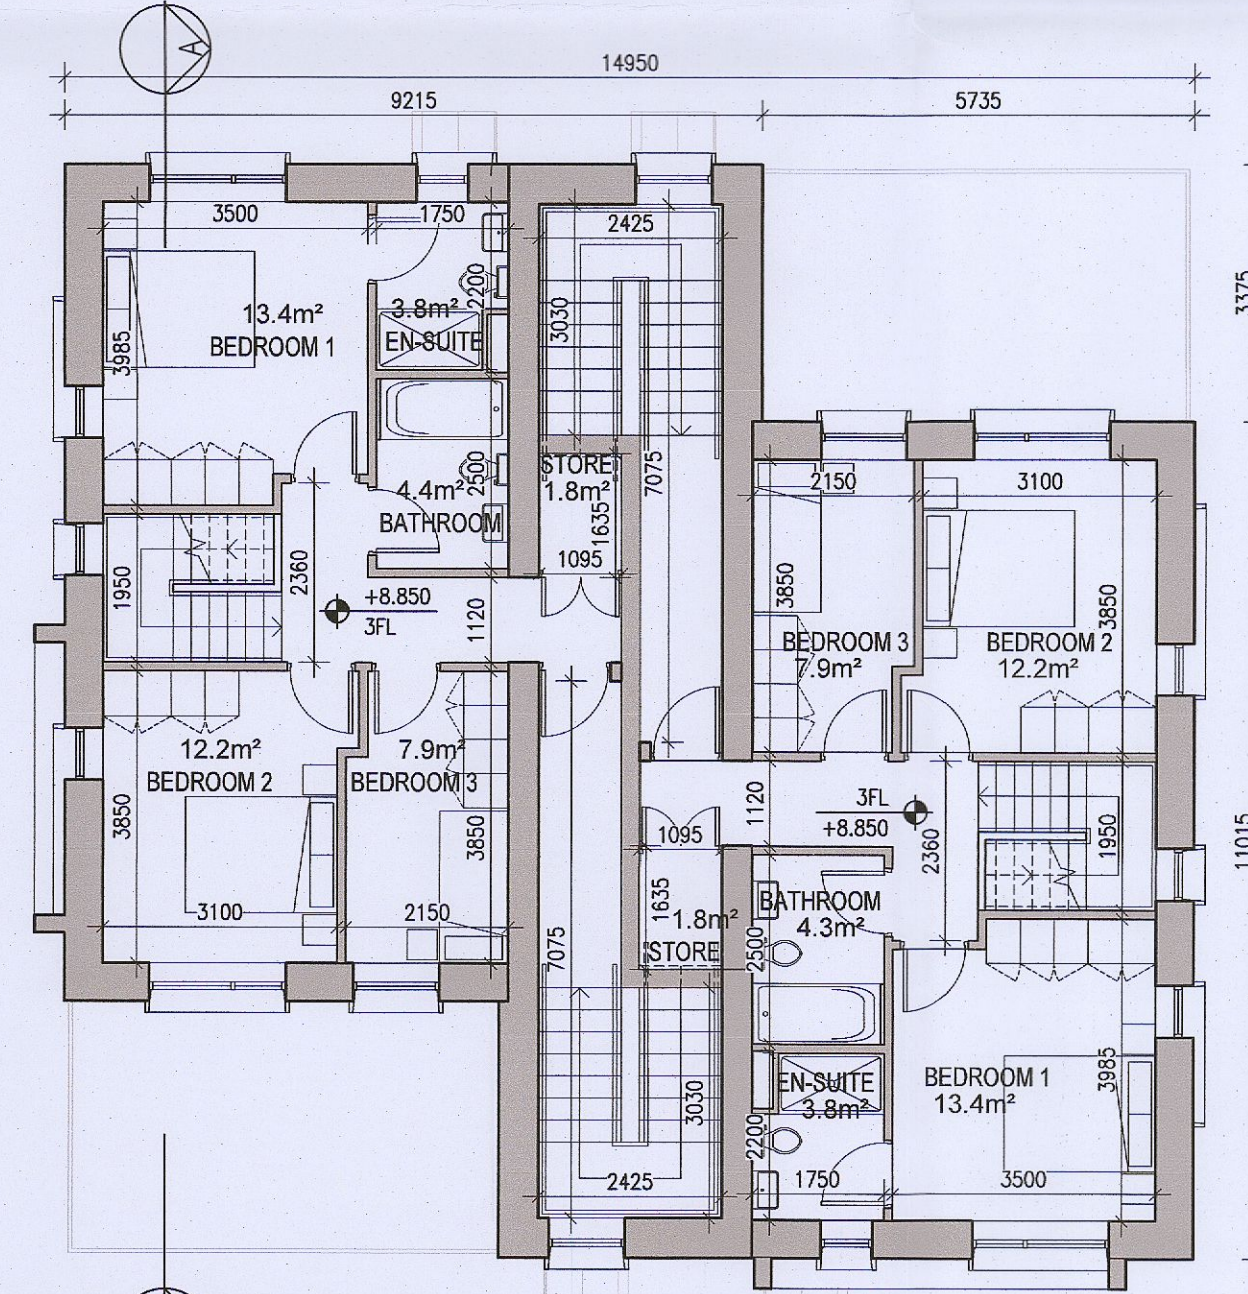 A
14950
9215
5735
3500
1750
2425
3375
2200
3030
13.4m²
BEDROOM 1
3.8m²
EN-SUITE
3985
2500
4.4m²
BATHROOM
STORE
1.8m²
1635
1095
7075
2150
3100
1950
2360
+8.850
3FL
1120
3850
3850
BEDROOM 3
7.9m²
BEDROOM 2
12.2m²
12.2m²
BEDROOM 2
7.9m²
BEDROOM 3
3850
3850
3100
2150
1120
3FL
+8.850
1095
2360
1950
11015
1635
1.8m²
STORE
BATHROOM
4.3m²
2500
7075
EN-SUITE
3.8m²
BEDROOM 1
13.4m²
3985
3030
2200
2425
1750
3500